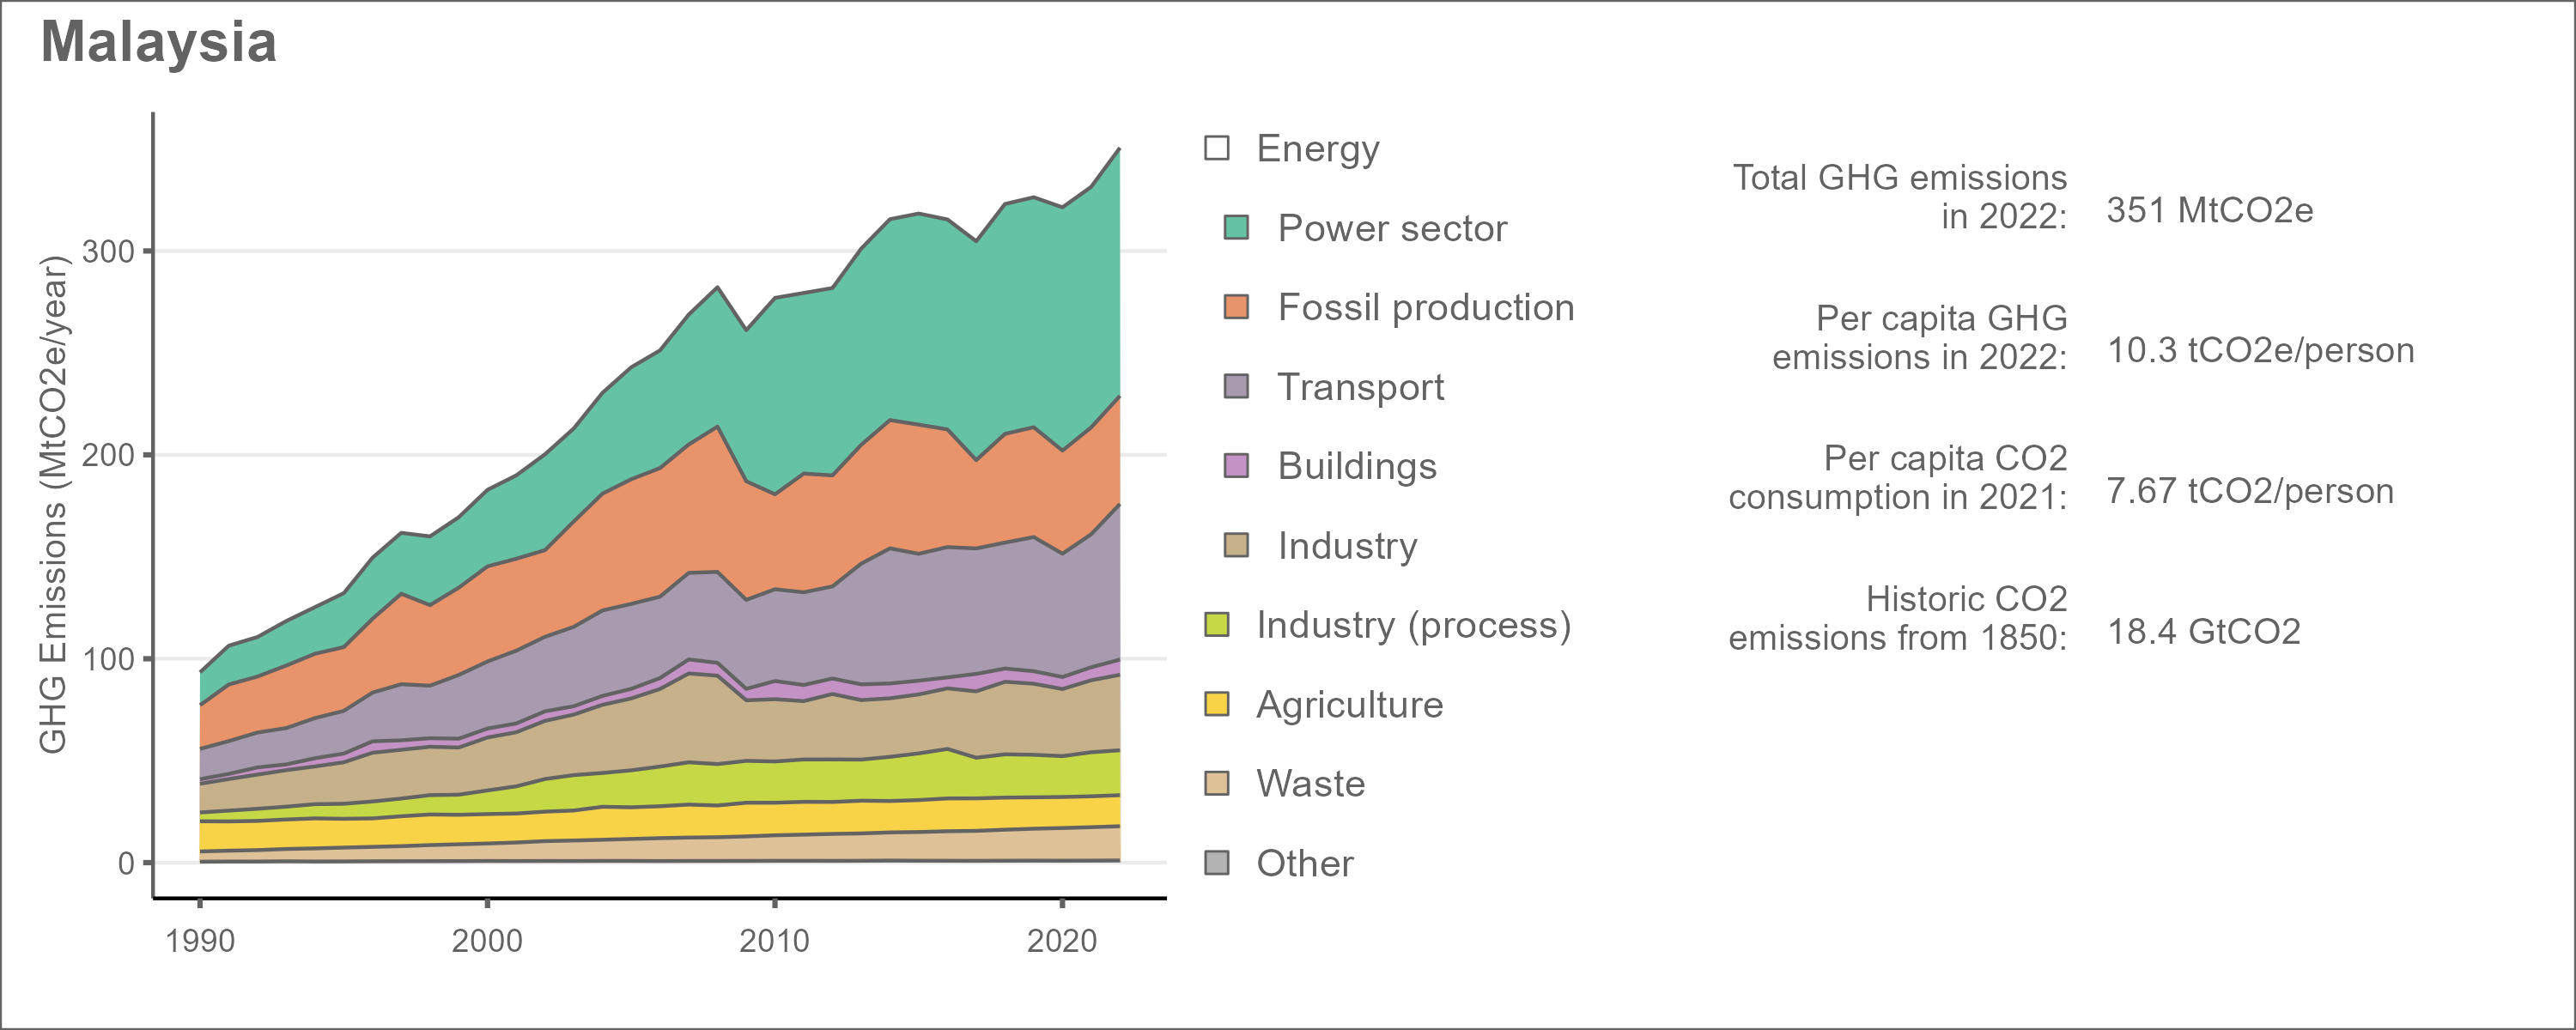 Malaysia
GHG Emissions (MtCO2e/year)
300
200
100
0
1990
2000
2010
2020
Energy
Power sector
Fossil production
Transport
Buildings
Industry
Industry (process)
Agriculture
Waste
Other
Total GHG emissions
in 2022:
351 MtCO2e
Per capita GHG
emissions in 2022:
10.3 tCO2e/person
Per capita CO2
consumption in 2021:
7.67 tCO2/person
Historic CO2
emissions from 1850:
18.4 GtCO2